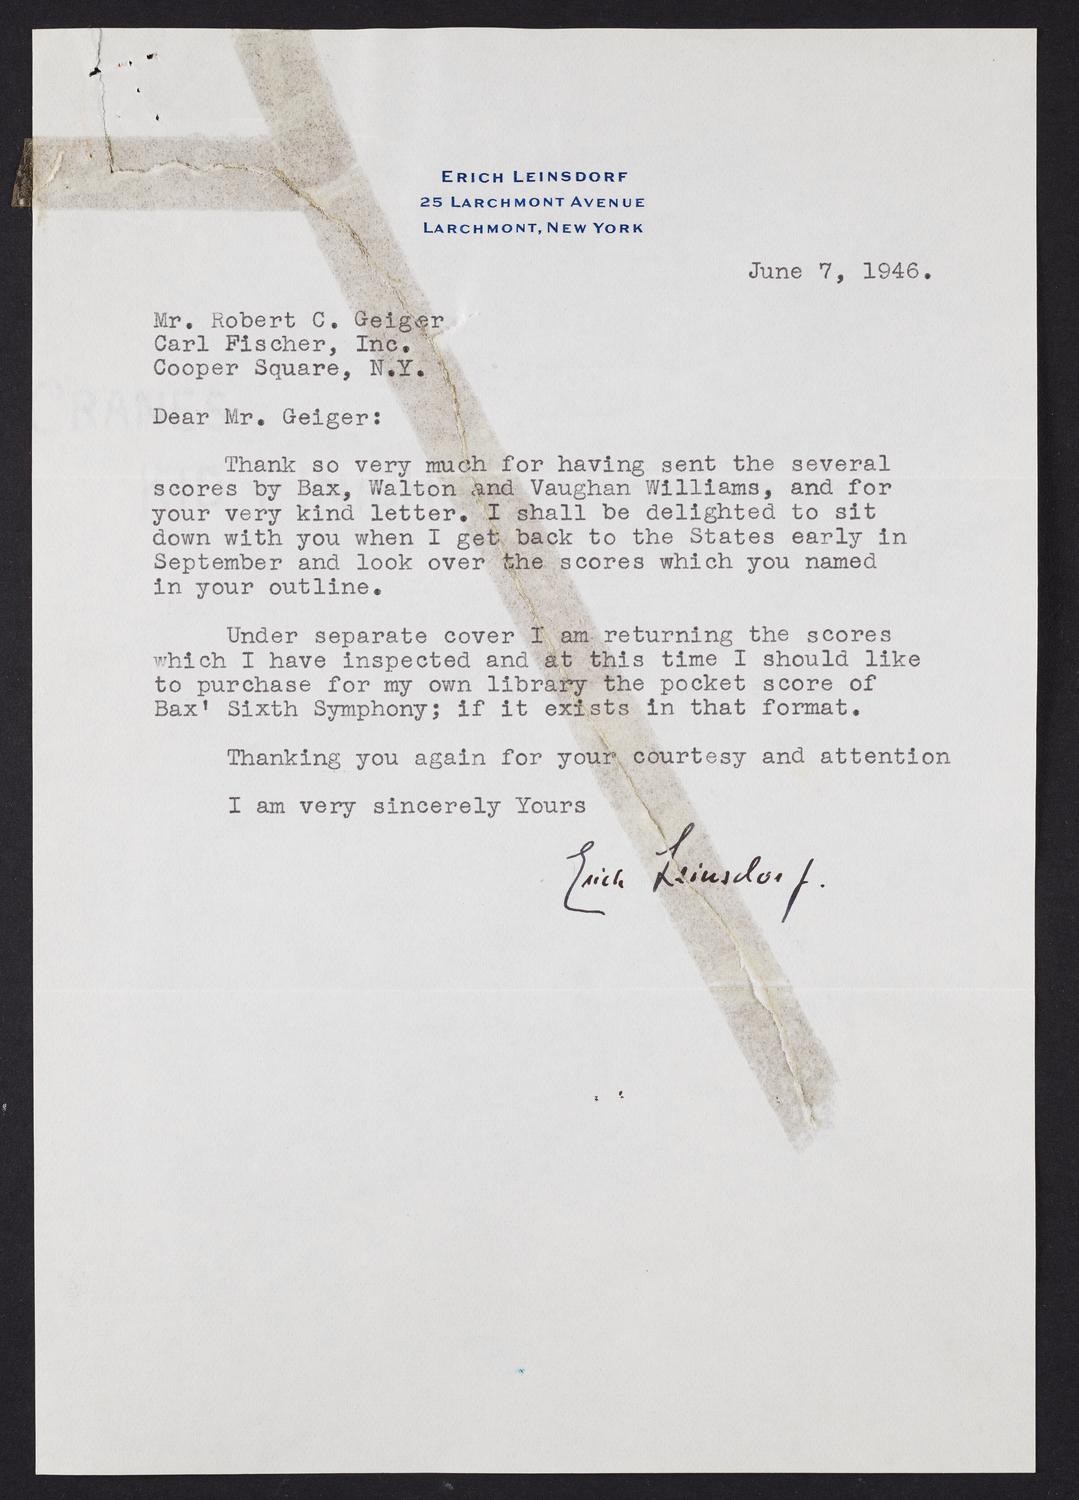 ERICH LEINSDORF
25 LARCHMONT AVENUE
LARCHMONT, NEW YORK
June 7, 1946.
Mr. Robert C. Geiger
Carl Fischer, Inc.
Cooper Square, N.Y.
Dear Mr. Geiger:
Thank so very much for having sent the several
scores by Bax, Walton and Vaughan Williams, and for
your very kind letter. I shall be delighted to sit
down with you when I get back to the States early in
September and look over the scores which you named
in your outline.
Under separate cover I am returning the scores
which I have inspected and at this time I should like
to purchase for my own library the pocket score of
Bax' Sixth Symphony; if it exists in that format.
Thanking you again for your courtesy and attention
I am very sincerely Yours
Erich Leinsdorf.